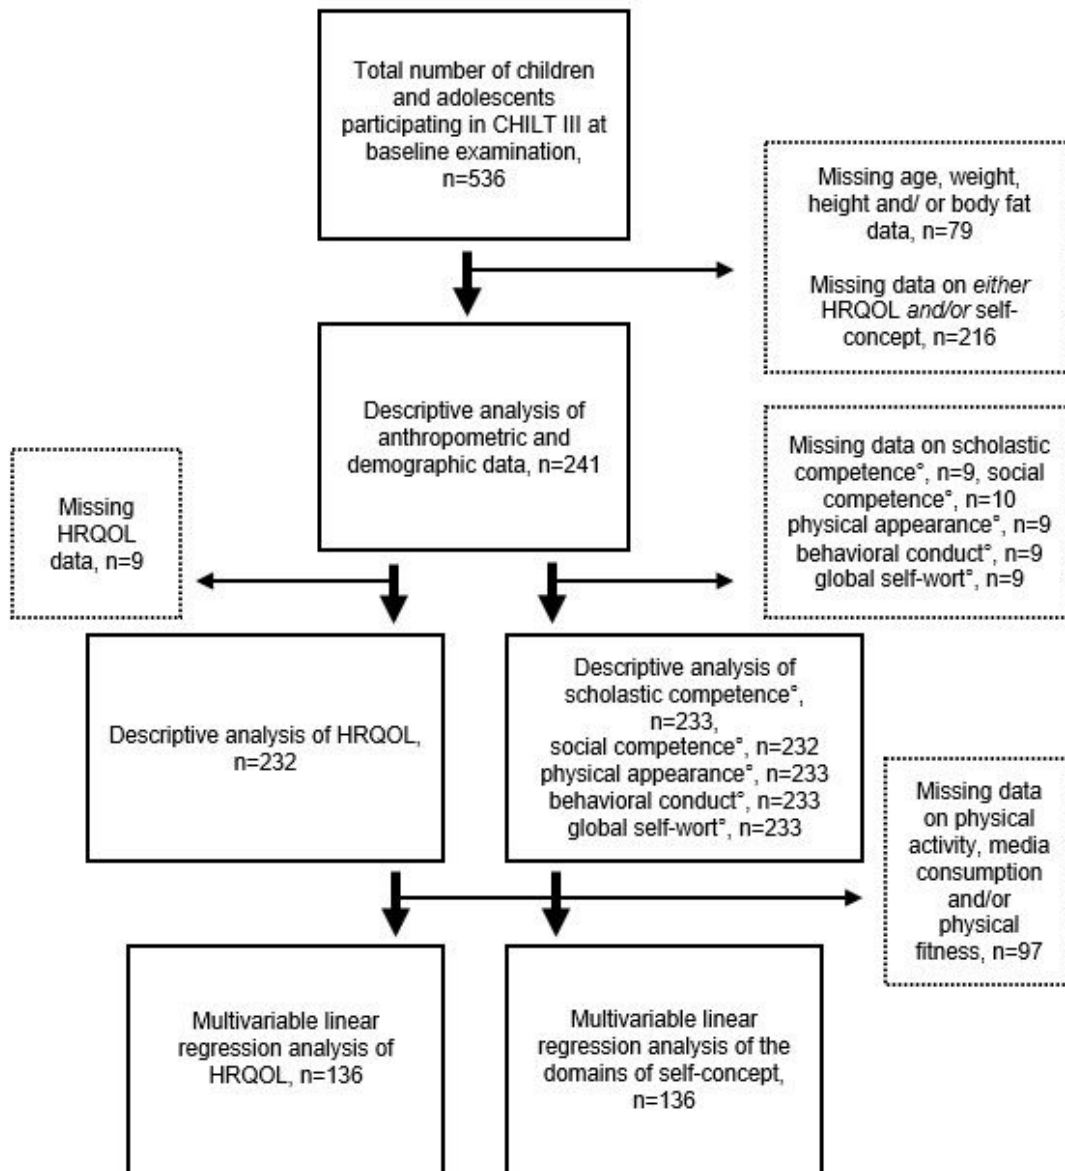 Total number of children
and adolescents
participating in CHILT III at
baseline examination,
n=536
Missing age, weight,
height and/ or body fat
data, n=79
Missing data on either
HRQOL and/or self-
concept, n=216
Descriptive analysis of
anthropometric and
demographic data, n=241
Missing
HRQOL
data, n=9
Missing data on scholastic
competence°, n=9, social
competence°, n=10
physical appearance°, n=9
behavioral conduct°, n=9
global self-wort°, n=9
Descriptive analysis of HRQOL,
n=232
Descriptive analysis of
scholastic competence°,
n=233,
social competence°, n=232
physical appearance°, n=233
behavioral conduct°, n=233
global self-wort°, n=233
Missing data
on physical
activity, media
consumption
and/or
physical
fitness, n=97
Multivariable linear
regression analysis of
HRQOL, n=136
Multivariable linear
regression analysis of the
domains of self-concept,
n=136